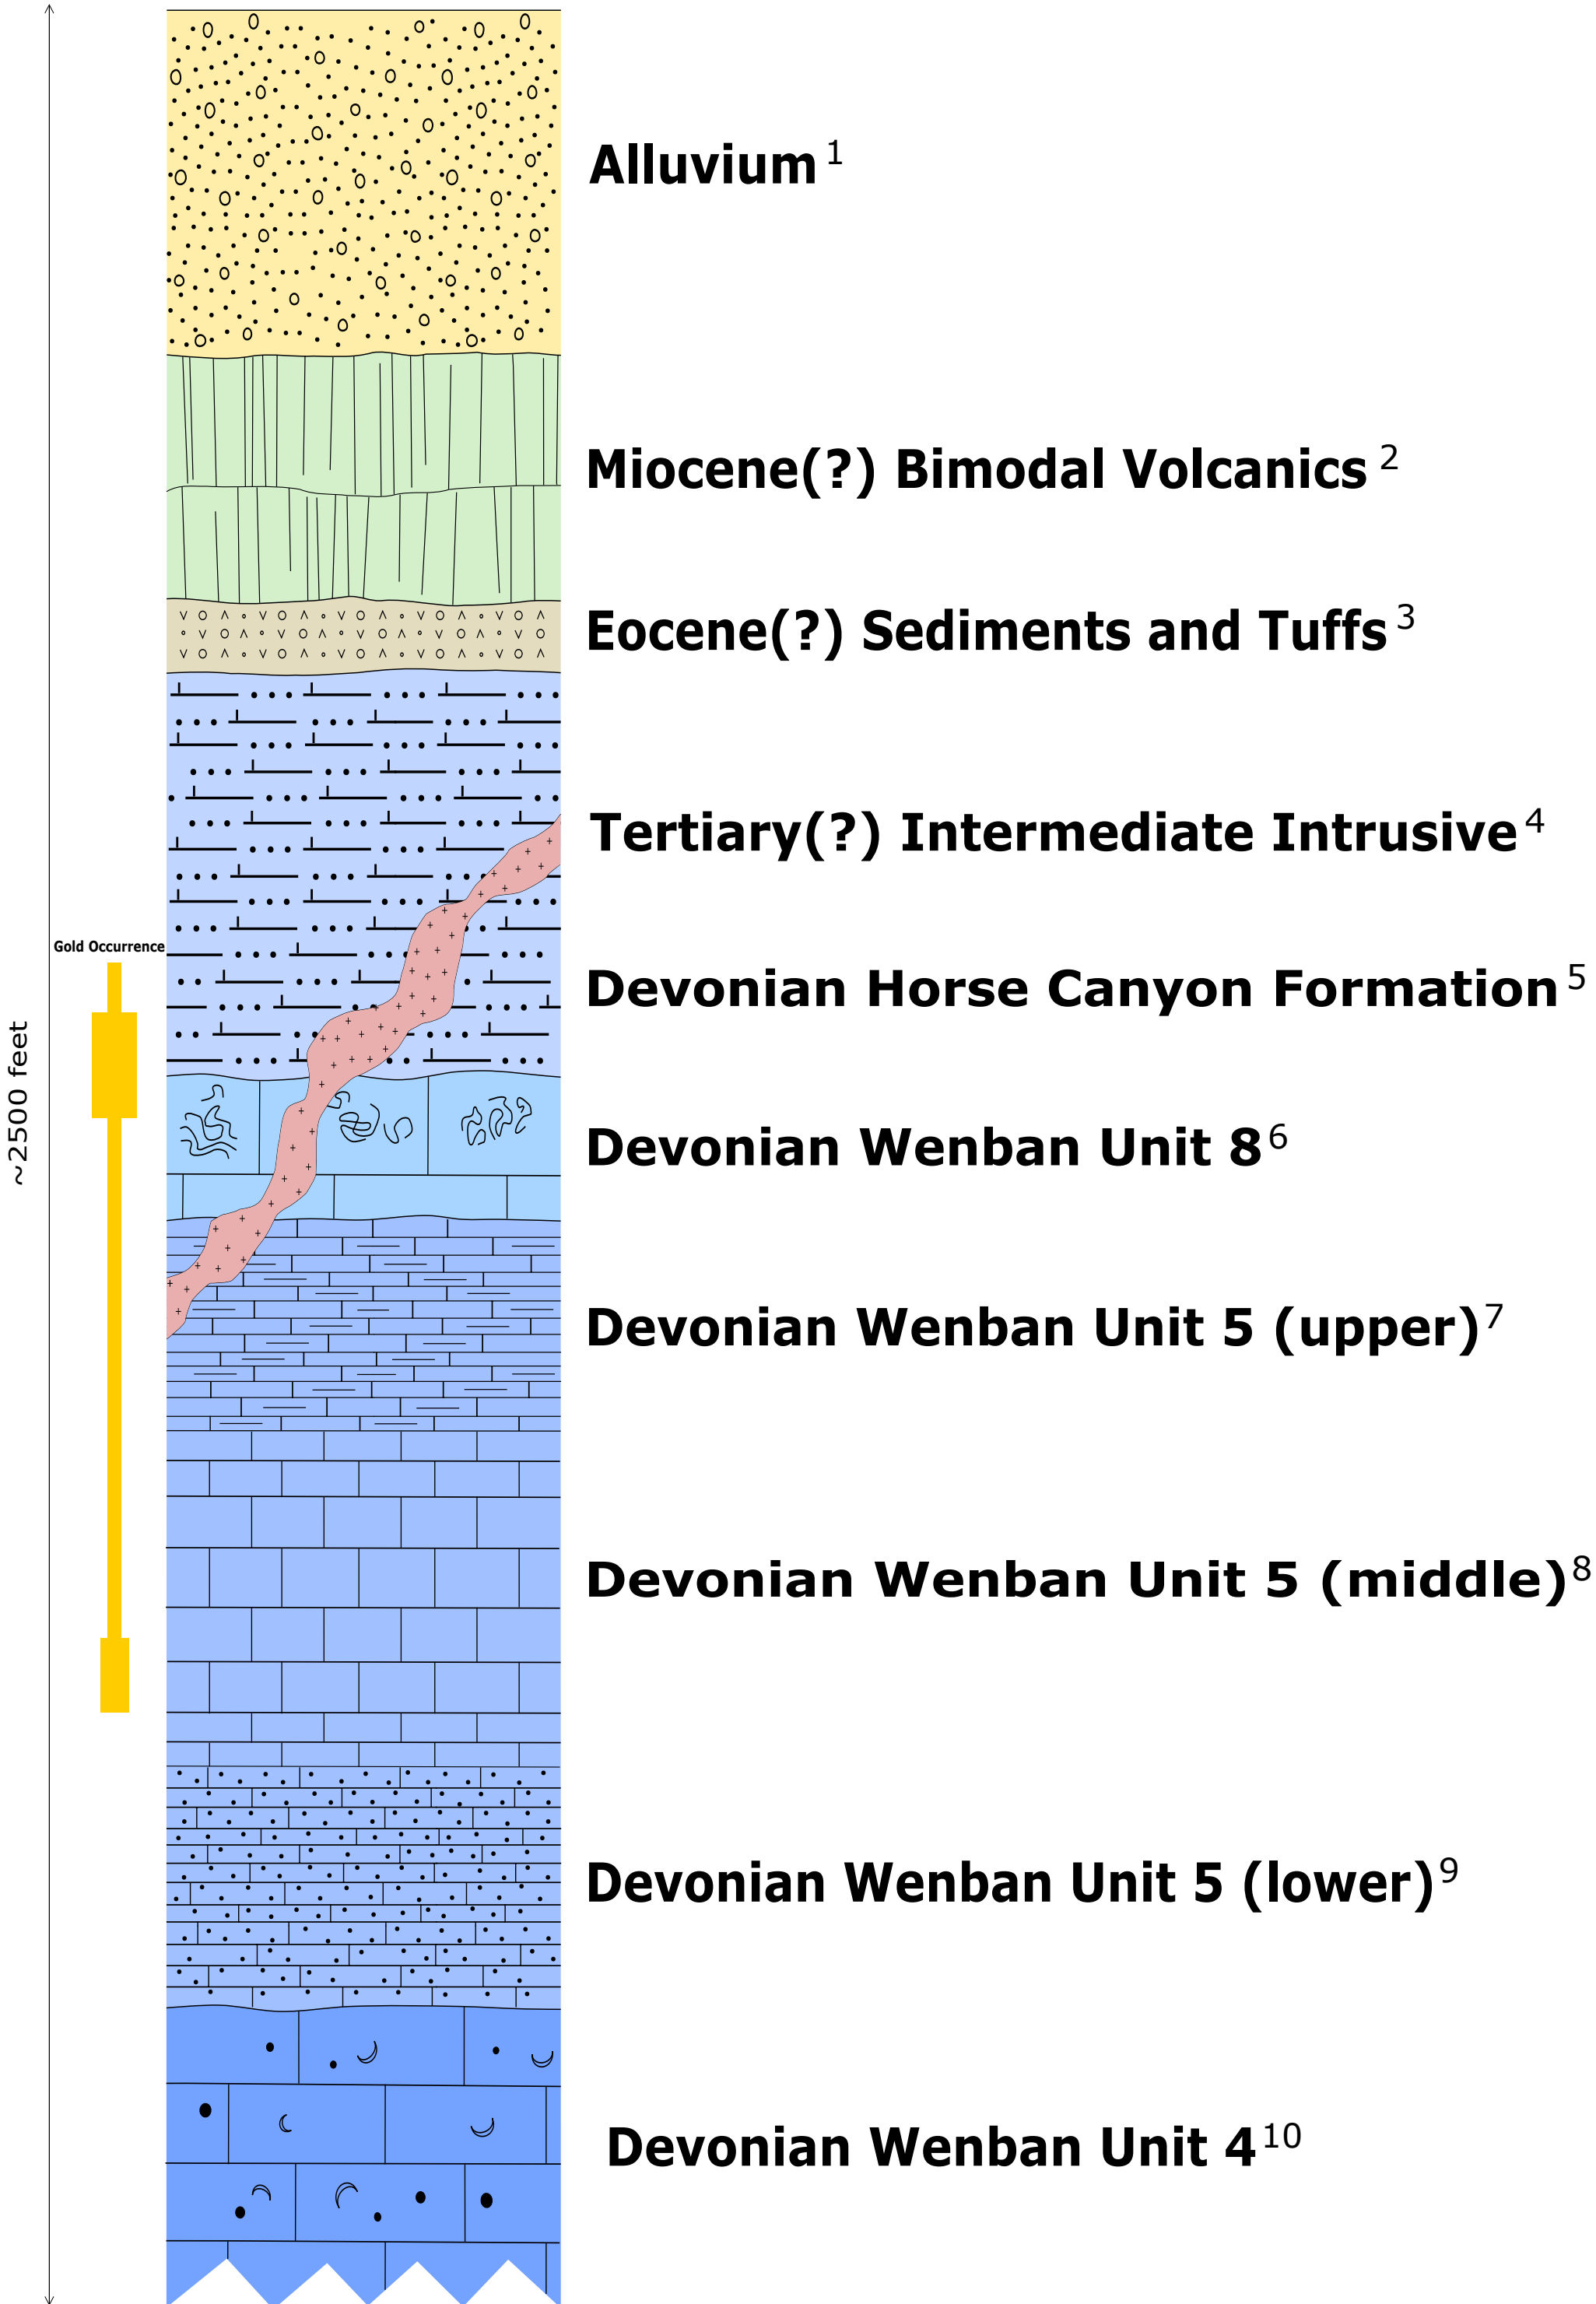 Alluvium 1
Miocene(?) Bimodal Volcanics 2
Eocene(?) Sediments and Tuffs 3
Tertiary(?) Intermediate Intrusive 4
Gold Occurrence
Devonian Horse Canyon Formation 5
~2500 feet
Devonian Wenban Unit 8 6
Devonian Wenban Unit 5 (upper) 7
Devonian Wenban Unit 5 (middle) 8
Devonian Wenban Unit 5 (lower) 9
Devonian Wenban Unit 4 10